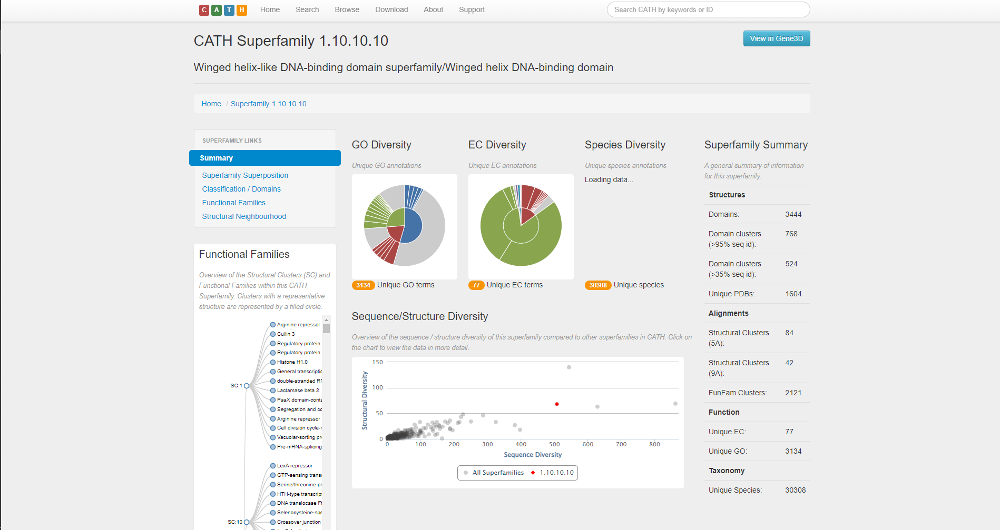 C A T H Home Search Browse Download About Support Search CATH by keywords or ID
CATH Superfamily 1.10.10.10
View in Gene3D
Winged helix-like DNA-binding domain superfamily/Winged helix DNA-binding domain
Home / Superfamily 1.10.10.10
SUPERFAMILY LINKS
Summary
Superfamily Superposition
Classification / Domains
Functional Families
Structural Neighbourhood
Functional Families
Overview of the Structural Clusters (SC) and
Functional Families within this CATH
Superfamily. Clusters with a representative
structure are represented by a filled circle.
Arginine repressor
Cullin 3
Regulatory protein
Regulatory protein
Histone H1.0
General transcriptio
double-stranded RN
SC:1
Lactamase beta 2
PaaX domain-conta
Segregation and co
Arginine repressor
Cell division cycle-r
Vacuolar-sorting pr
Pre-mRNA-splicing
LexA repressor
GTP-sensing trans
Serine/threonine-pr
HTH-type transcrip
DNA translocase Ft
Selenocysteine-spe
SC:10
Crossover junction
GO Diversity
Unique GO annotations
3134 Unique GO terms
EC Diversity
Unique EC annotations
77 Unique EC terms
Species Diversity
Unique species annotations
Loading data...
30308 Unique species
Sequence/Structure Diversity
Overview of the sequence / structure diversity of this superfamily compared to other superfamilies in CATH. Click on
the chart to view the data in more detail.
Structural Diversity
150
100
50
0
0 100 200 300 400 500 600 700 800
Sequence Diversity
All Superfamilies 1.10.10.10
Superfamily Summary
A general summary of information
for this superfamily.
Structures
Domains: 3444
Domain clusters 768
(>95% seq id):
Domain clusters 524
(>35% seq id):
Unique PDBs: 1604
Alignments
Structural Clusters 84
(5A):
Structural Clusters 42
(9A):
FunFam Clusters: 2121
Function
Unique EC: 77
Unique GO: 3134
Taxonomy
Unique Species: 30308